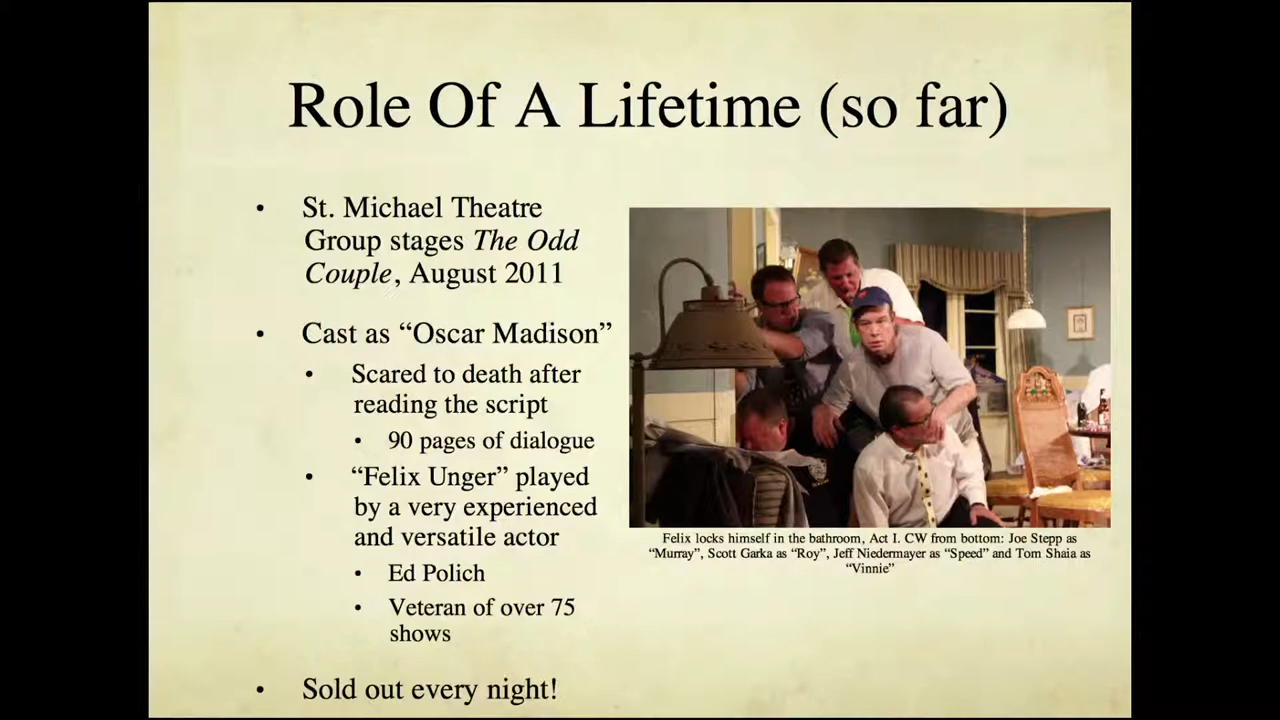 Role Of A Lifetime (so far)
• St. Michael Theatre
Group stages The Odd
Couple, August 2011
• Cast as “Oscar Madison”
• Scared to death after
reading the script
• 90 pages of dialogue
• “Felix Unger” played
by a very experienced
and versatile actor
• Ed Polich
• Veteran of over 75
shows
• Sold out every night!
Felix locks himself in the bathroom, Act I. CW from bottom: Joe Stepp as
“Murray”, Scott Garka as “Roy”, Jeff Niedermayer as “Speed” and Tom Shaia as
“Vinnie”